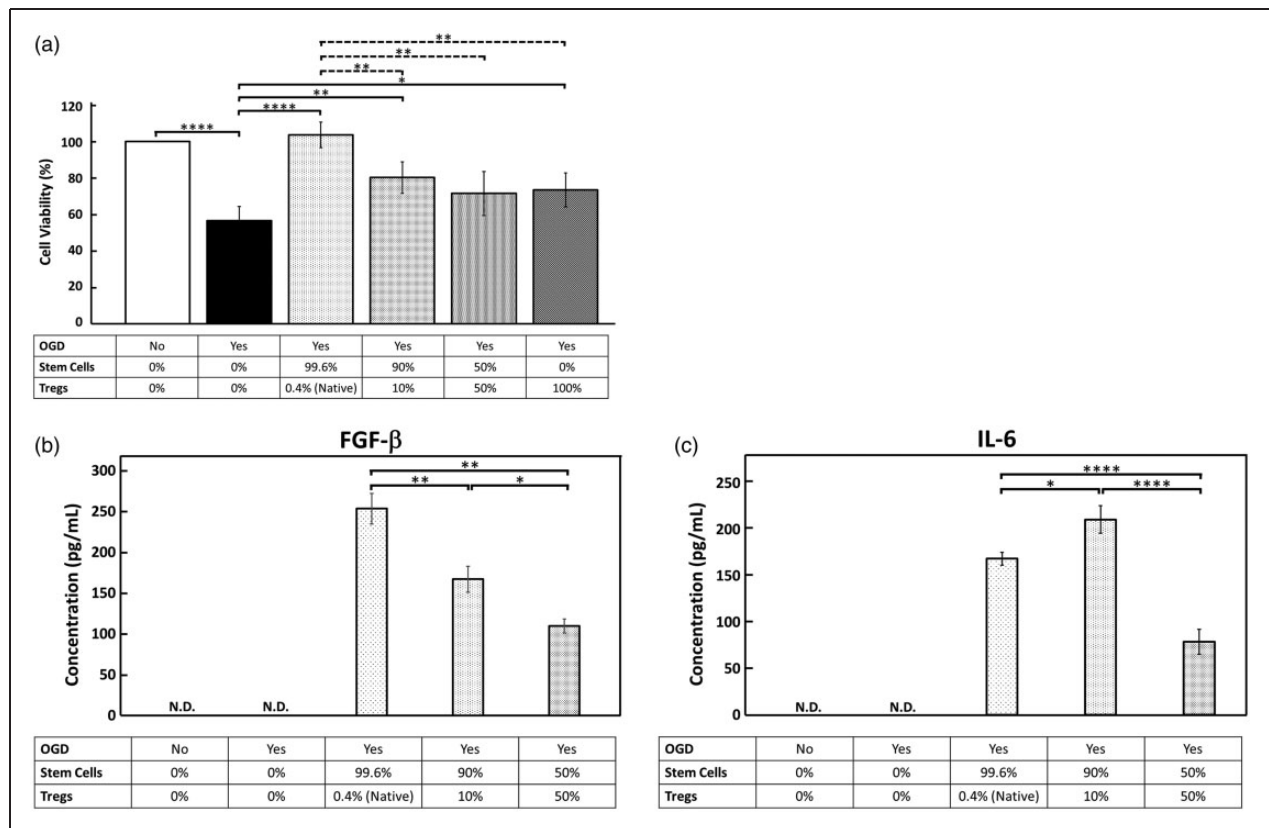 (a)
**
**
**
*
**
****
****
120
100
80
60
40
20
0
Cell Viability (%)
OGD No Yes Yes Yes Yes Yes
Stem Cells 0% 0% 99.6% 90% 50% 0%
Tregs 0% 0% 0.4% (Native) 10% 50% 100%
(b)
FGF-β
**
** *
300
250
200
150
100
50
0
Concentration (pg/mL)
N.D. N.D.
OGD No Yes Yes Yes Yes
Stem Cells 0% 0% 99.6% 90% 50%
Tregs 0% 0% 0.4% (Native) 10% 50%
(c)
IL-6
****
* ****
250
200
150
100
50
0
Concentration (pg/mL)
N.D. N.D.
OGD No Yes Yes Yes Yes
Stem Cells 0% 0% 99.6% 90% 50%
Tregs 0% 0% 0.4% (Native) 10% 50%